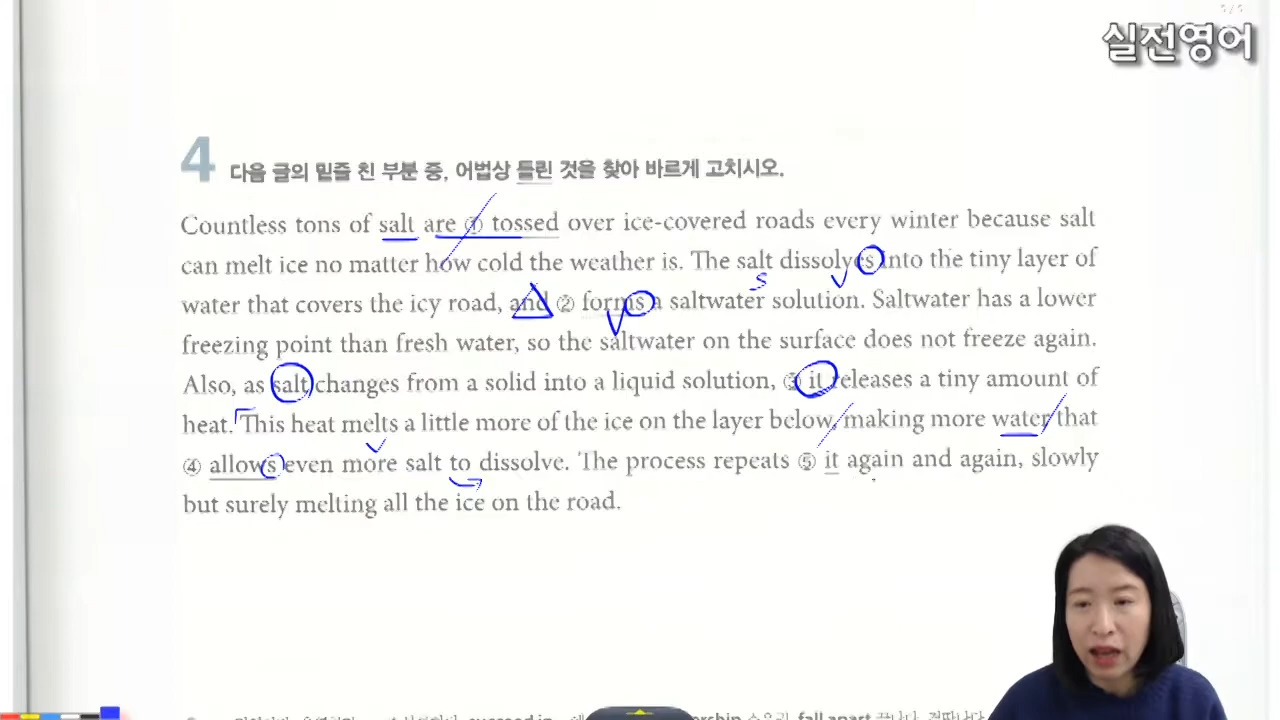 실전영어
4 다음 글의 밑줄 친 부분 중, 어법상 틀린 것을 찾아 바르게 고치시오.
Countless tons of salt are ① tossed over ice-covered roads every winter because salt
can melt ice no matter how cold the weather is. The salt dissolves into the tiny layer of
water that covers the icy road, and ② forms a saltwater solution. Saltwater has a lower
freezing point than fresh water, so the saltwater on the surface does not freeze again.
Also, as salt changes from a solid into a liquid solution, ③ it releases a tiny amount of
heat. This heat melts a little more of the ice on the layer below, making more water that
④ allows even more salt to dissolve. The process repeats ⑤ it again and again, slowly
but surely melting all the ice on the road.
succeed in
fall apart